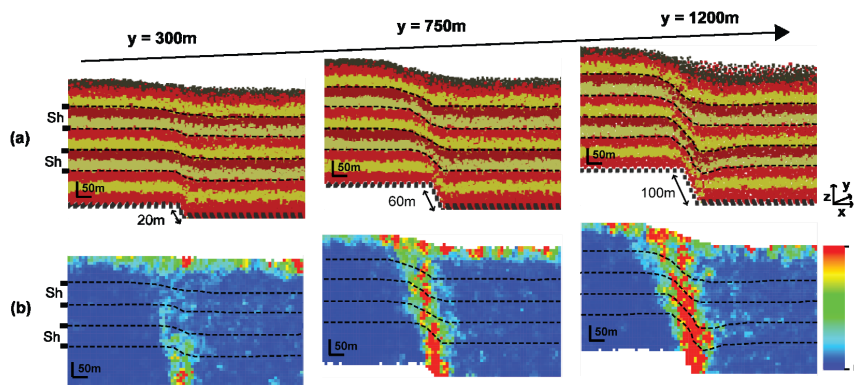 y = 300m
y = 750m
y = 1200m
(a)
Sh
Sh
50m
20m
50m
60m
50m
100m
z
y
x
(b)
Sh
Sh
50m
50m
50m